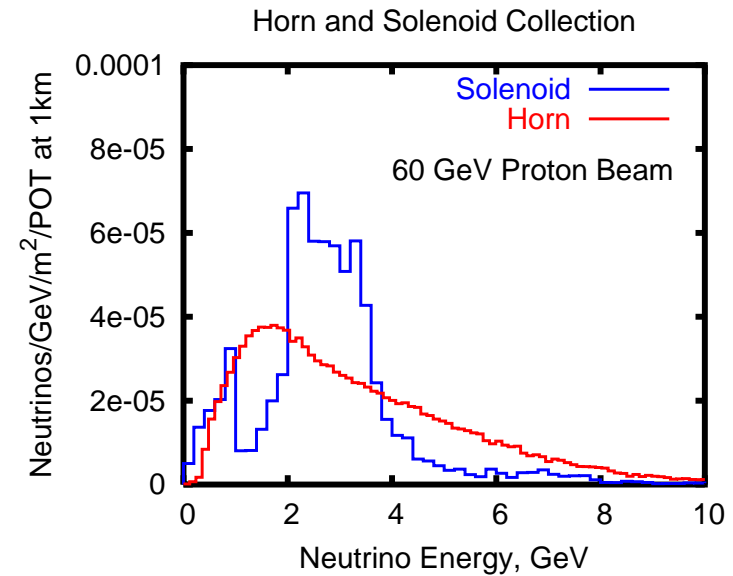 Horn and Solenoid Collection
Neutrinos/GeV/m²/POT at 1km
0.0001
8e-05
6e-05
4e-05
2e-05
0
Solenoid
Horn
60 GeV Proton Beam
0 2 4 6 8 10
Neutrino Energy, GeV